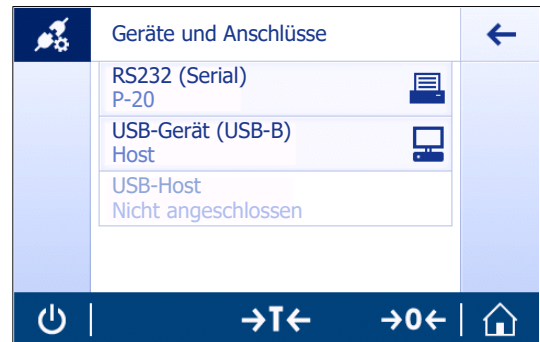 Geräte und Anschlüsse
RS232 (Serial)
P-20
USB-Gerät (USB-B)
Host
USB-Host
Nicht angeschlossen
→T← →0←